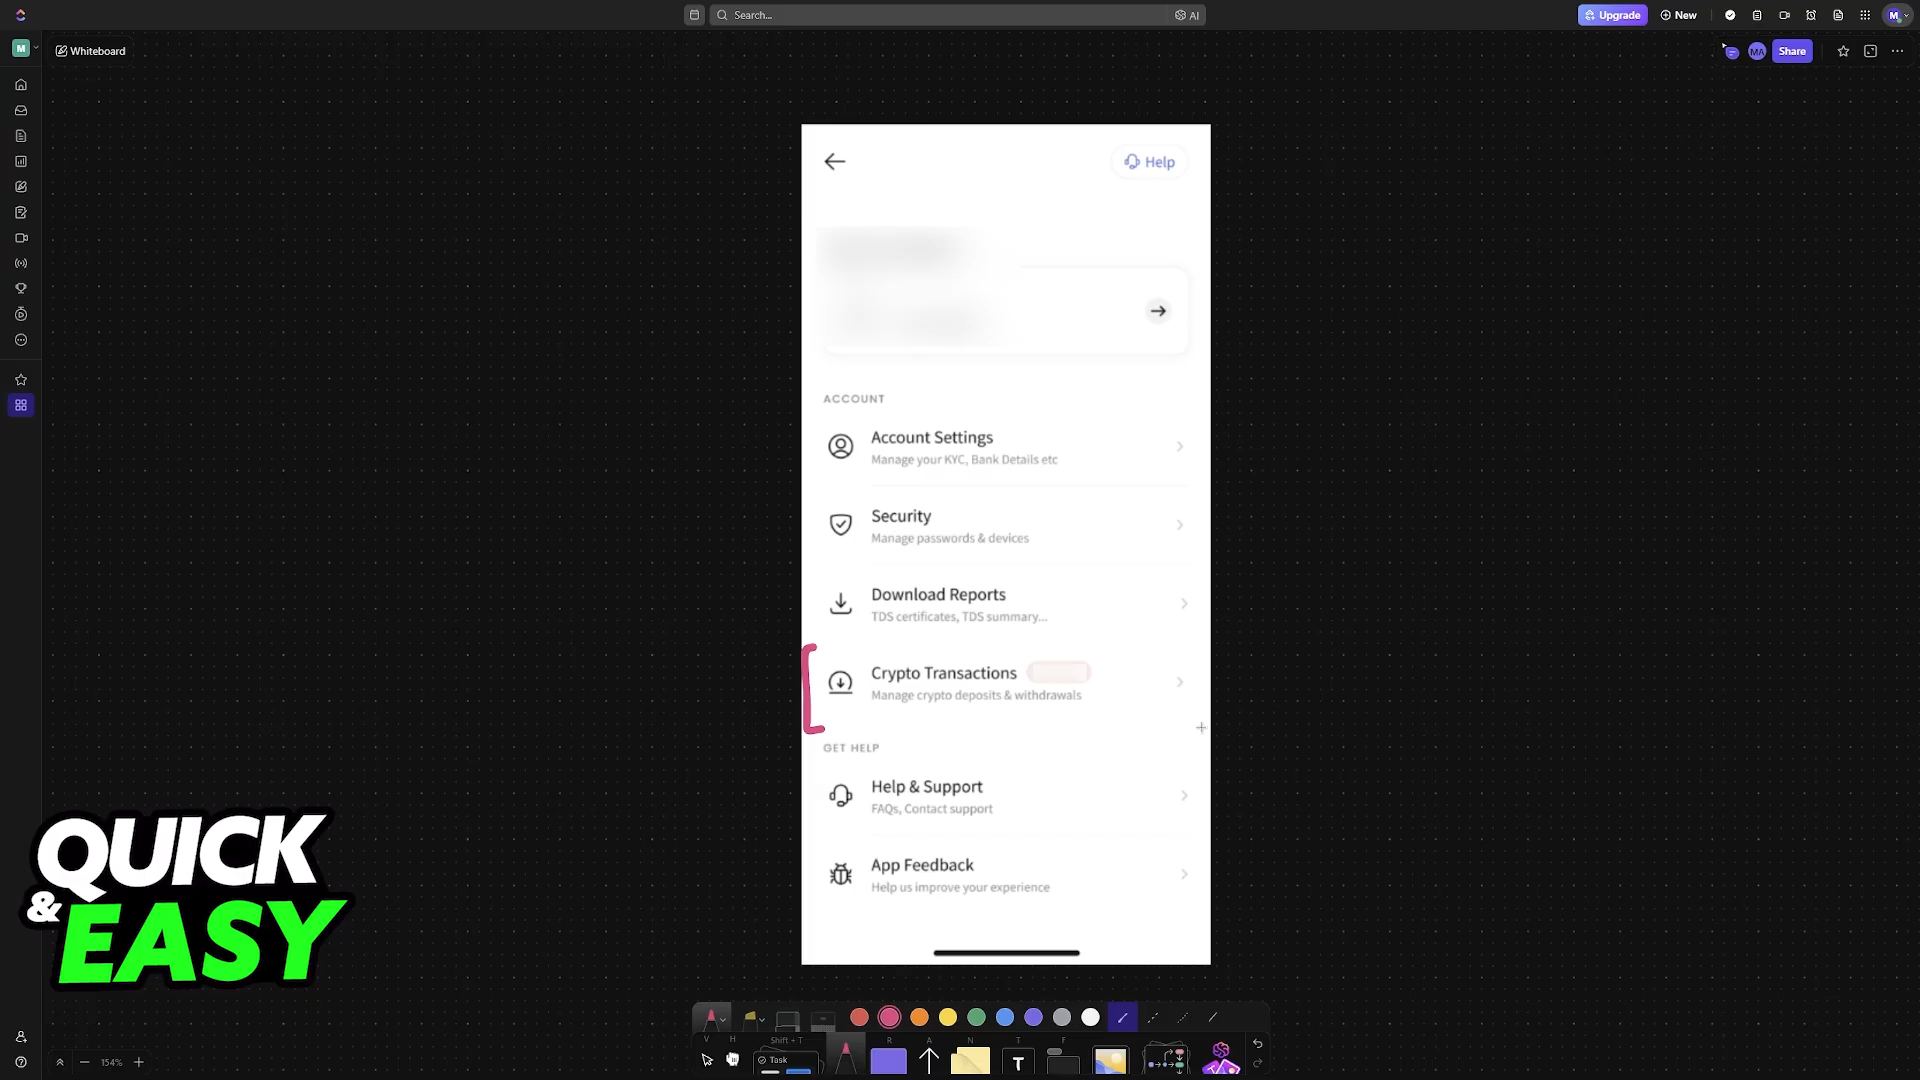 Search...
AI
Upgrade
New
M
M
Whiteboard
MA
Share
Help
ACCOUNT
Account Settings
Manage your KYC, Bank Details etc
Security
Manage passwords & devices
Download Reports
TDS certificates, TDS summary...
Crypto Transactions
Manage crypto deposits & withdrawals
GET HELP
Help & Support
FAQs, Contact support
App Feedback
Help us improve your experience
QUICK
& EASY
V
H
Shift + T
R
A
N
T
F
Task
T
154%